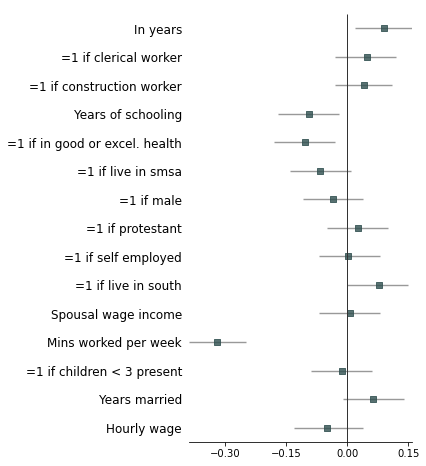 In years
=1 if clerical worker
=1 if construction worker
Years of schooling
=1 if in good or excel. health
=1 if live in smsa
=1 if male
=1 if protestant
=1 if self employed
=1 if live in south
Spousal wage income
Mins worked per week
=1 if children < 3 present
Years married
Hourly wage
−0.30 −0.15 0.00 0.15